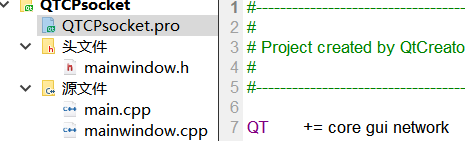 QTCPsocket
QTCPsocket.pro
头文件
mainwindow.h
源文件
main.cpp
mainwindow.cpp
1 #-------------------------------------
2 #
3 # Project created by QtCreato
4 #
5 #-------------------------------------
6
7 QT += core gui network